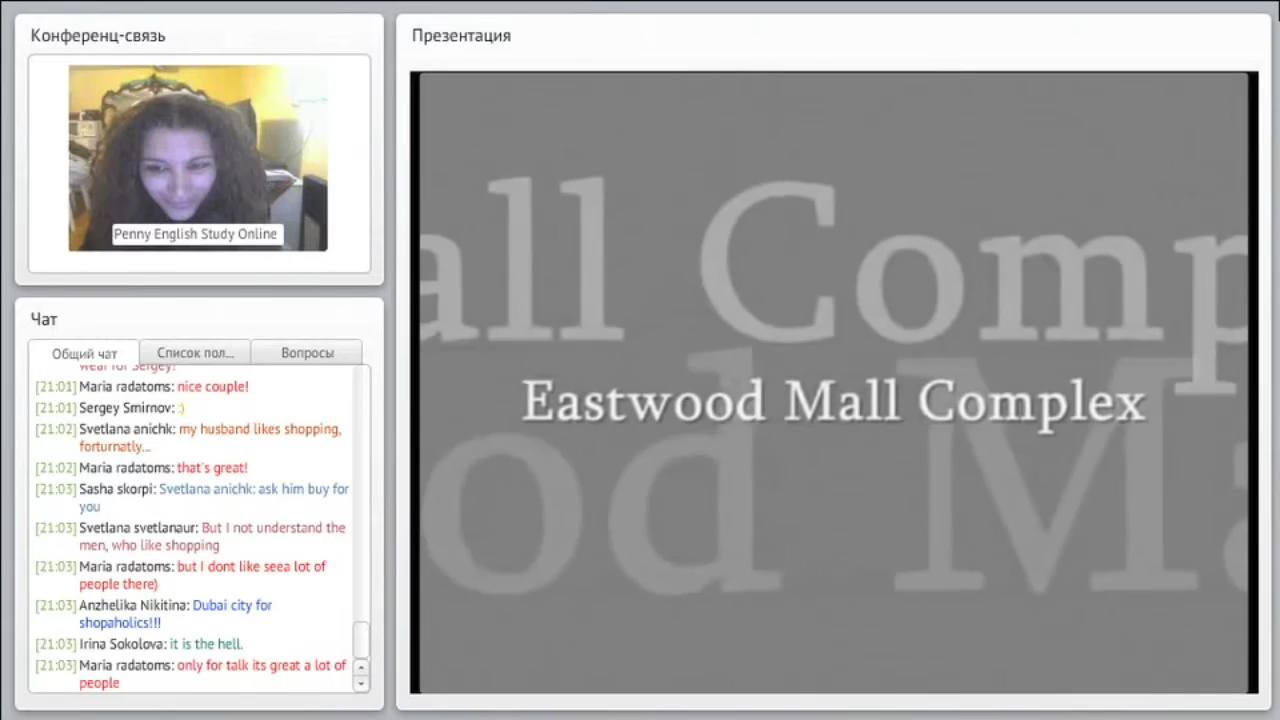 Конференц-связь
Penny English Study Online
Чат
Общий чат
Список пол...
Вопросы
wear for Sergey!
[21:01] Maria radatoms: nice couple!
[21:01] Sergey Smirnov: :)
[21:02] Svetlana anichk: my husband likes shopping,
forturnatly...
[21:02] Maria radatoms: that's great!
[21:03] Sasha skorpi: Svetlana anichk: ask him buy for
you
[21:03] Svetlana svetlanaur: But I not understand the
men, who like shopping
[21:03] Maria radatoms: but I dont like seea lot of
people there)
[21:03] Anzhelika Nikitina: Dubai city for
shopaholics!!!
[21:03] Irina Sokolova: it is the hell.
[21:03] Maria radatoms: only for talk its great a lot of
people
Презентация
all Comp
Eastwood Mall Complex
od Ma